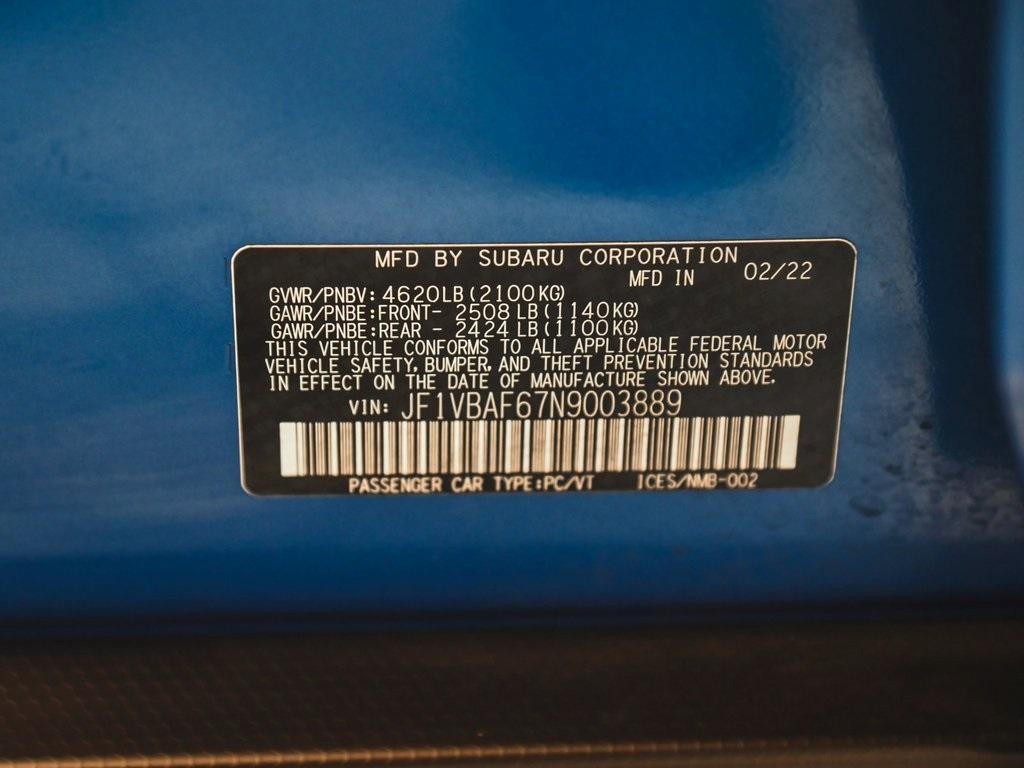 MFD BY SUBARU CORPORATION
MFD IN 02/22
GVWR/PNBV: 4620LB (2100KG)
GAWR/PNBE:FRONT- 2508 LB (1140KG)
GAWR/PNBE:REAR - 2424 LB (1100KG)
THIS VEHICLE CONFORMS TO ALL APPLICABLE FEDERAL MOTOR
VEHICLE SAFETY, BUMPER, AND THEFT PREVENTION STANDARDS
IN EFFECT ON THE DATE OF MANUFACTURE SHOWN ABOVE.
VIN: JF1VBAF67N9003889
PASSENGER CAR TYPE:PC/VT ICES/NMB-002